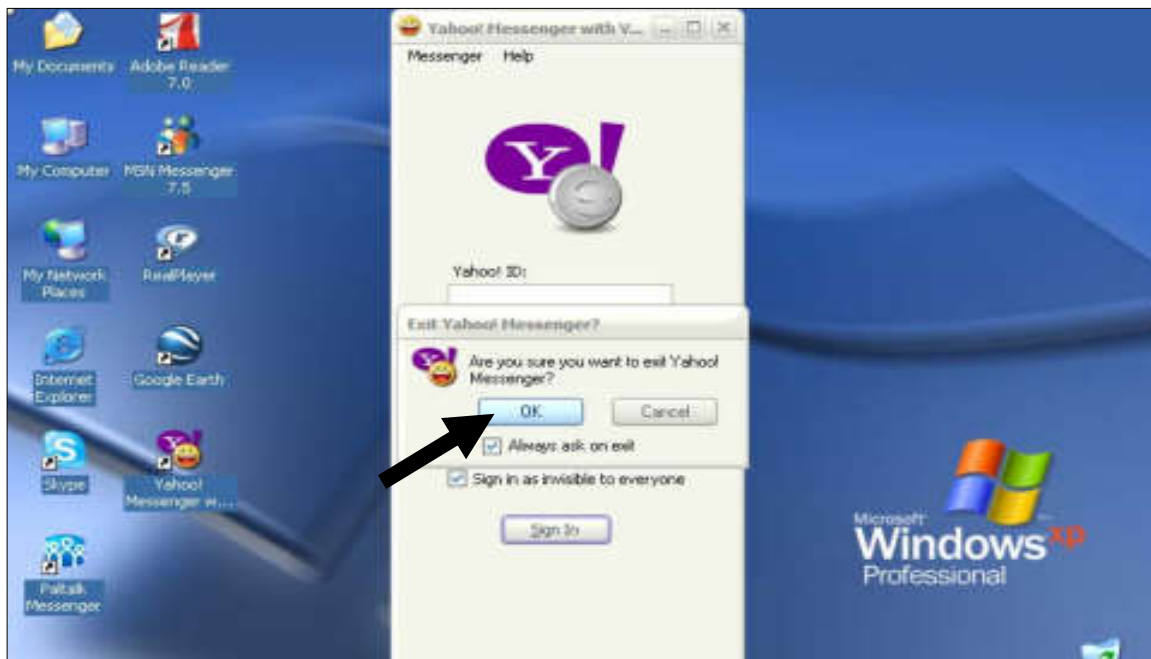 My Documents
Adobe Reader
7.0
My Computer
MSN Messenger
7.5
My Network
Places
RealPlayer
Internet
Explorer
Google Earth
Skype
Yahoo!
Messenger w...
Paltalk
Messenger
Yahoo! Messenger with Y...
Messenger Help
Y!
Yahoo! ID:
Exit Yahoo! Messenger?
Are you sure you want to exit Yahoo!
Messenger?
OK Cancel
Always ask on exit
Sign in as invisible to everyone
Sign In
Microsoft
Windows xp
Professional